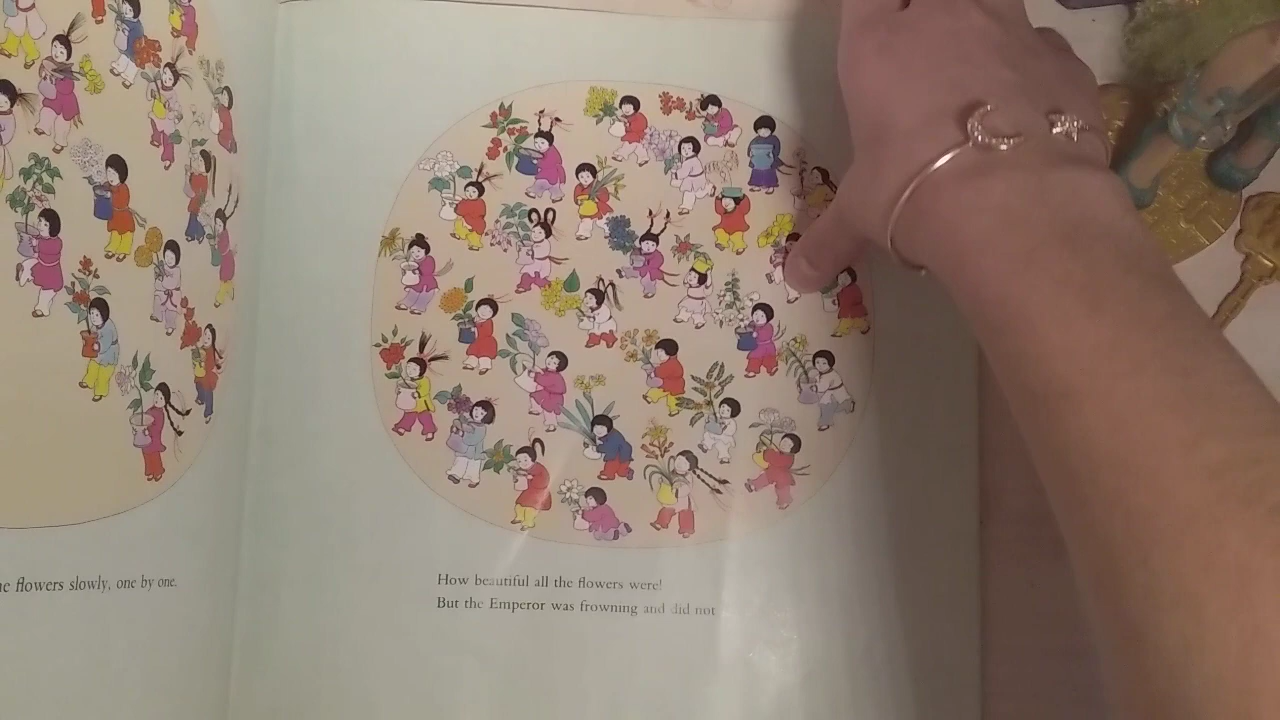 flowers slowly, one by one.
How beautiful all the flowers were!
But the Emperor was frowning and did not